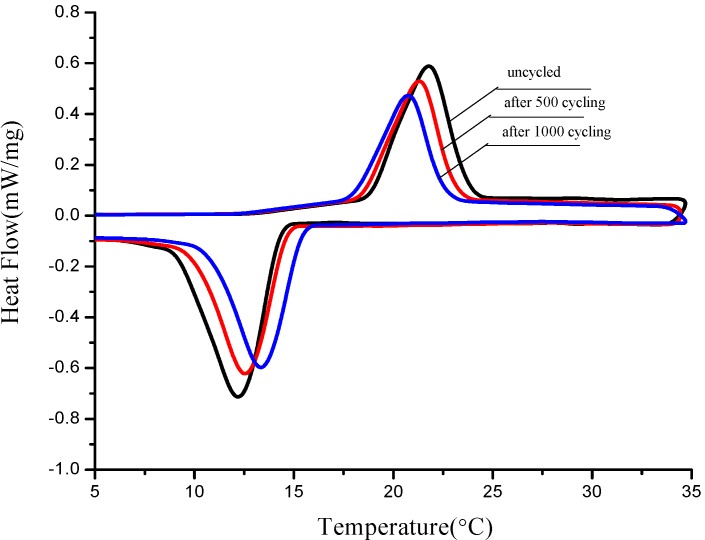 0.8
0.6
0.4
0.2
0.0
-0.2
-0.4
-0.6
-0.8
-1.0
Heat Flow(mW/mg)
uncycled
after 500 cycling
after 1000 cycling
5 10 15 20 25 30 35
Temperature(°C)